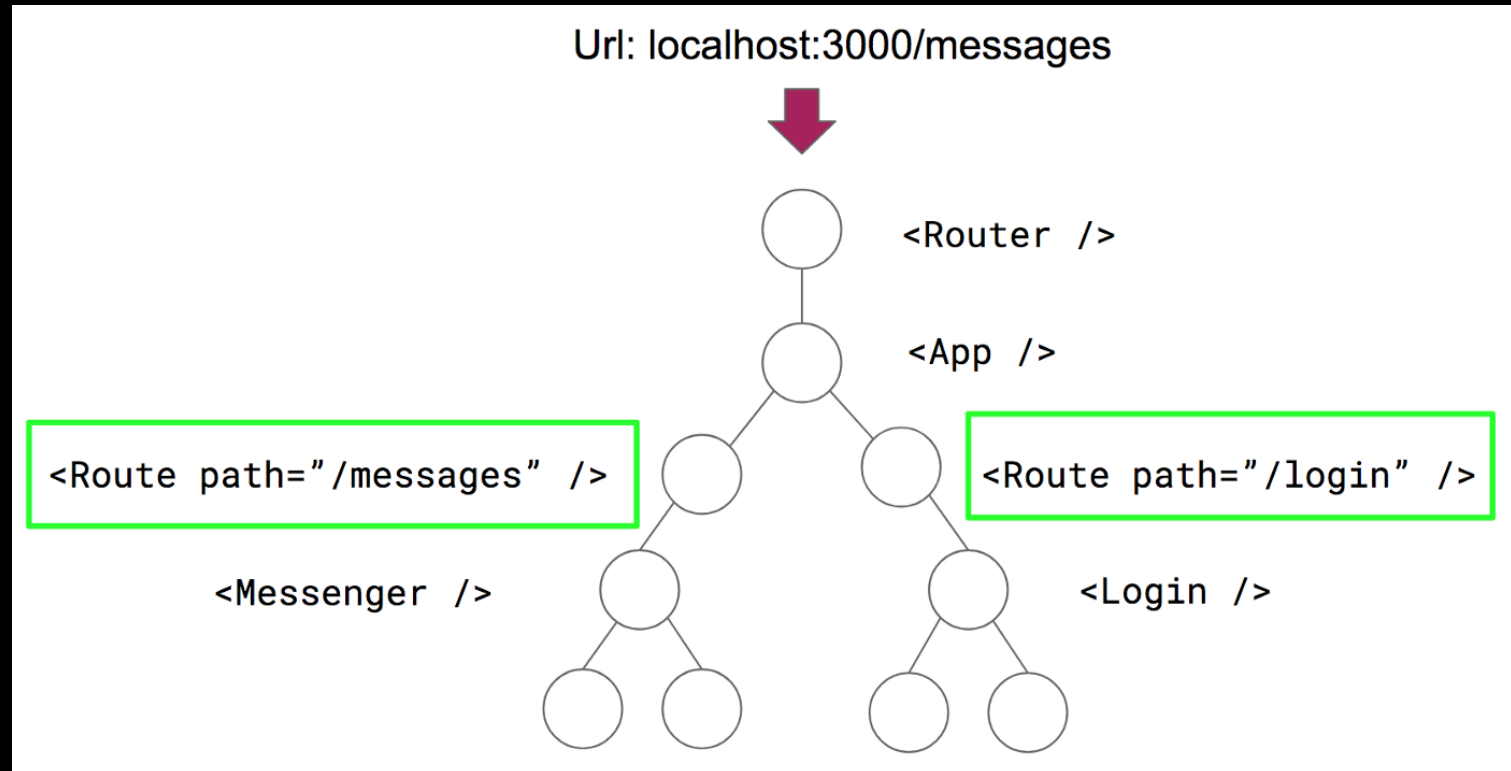 Url: localhost:3000/messages
<Router />
<App />
<Route path=”/messages” />
<Route path=”/login” />
<Messenger />
<Login />